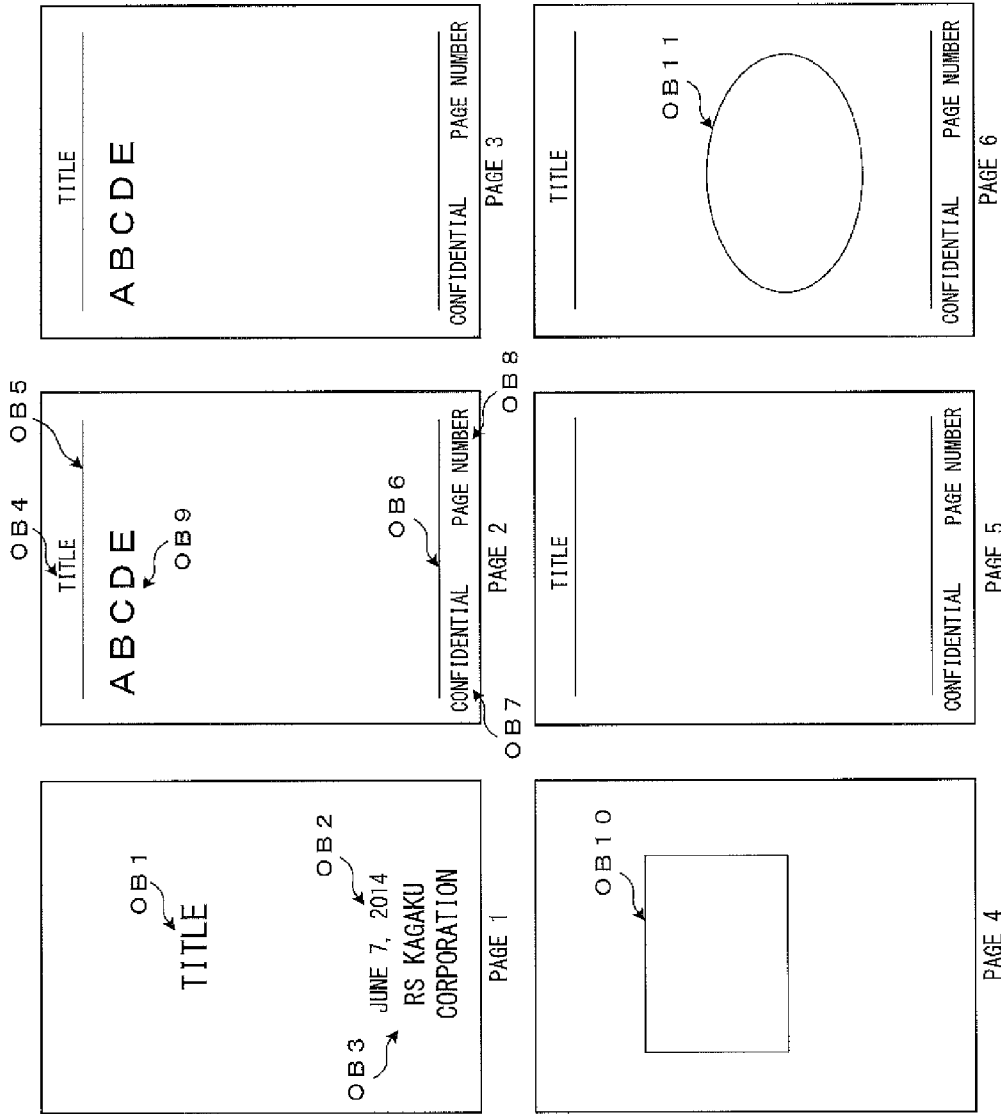 OB1
TITLE
OB2
OB3
JUNE 7, 2014
RS KAGAKU
CORPORATION
PAGE 1
OB4
OB5
TITLE
ABCDE
OB9
OB6
CONFIDENTIAL PAGE NUMBER
OB7
OB8
PAGE 2
TITLE
ABCDE
CONFIDENTIAL PAGE NUMBER
PAGE 3
OB10
PAGE 4
TITLE
CONFIDENTIAL PAGE NUMBER
PAGE 5
TITLE
OB11
CONFIDENTIAL PAGE NUMBER
PAGE 6